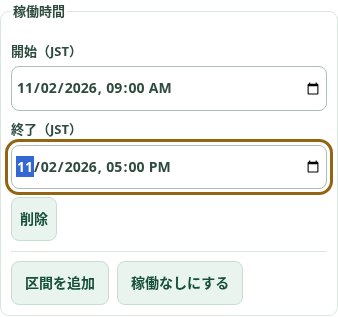 稼働時間
開始（JST）
11/02/2026, 09:00 AM
終了（JST）
11/02/2026, 05:00 PM
削除
区間を追加
稼働なしにする